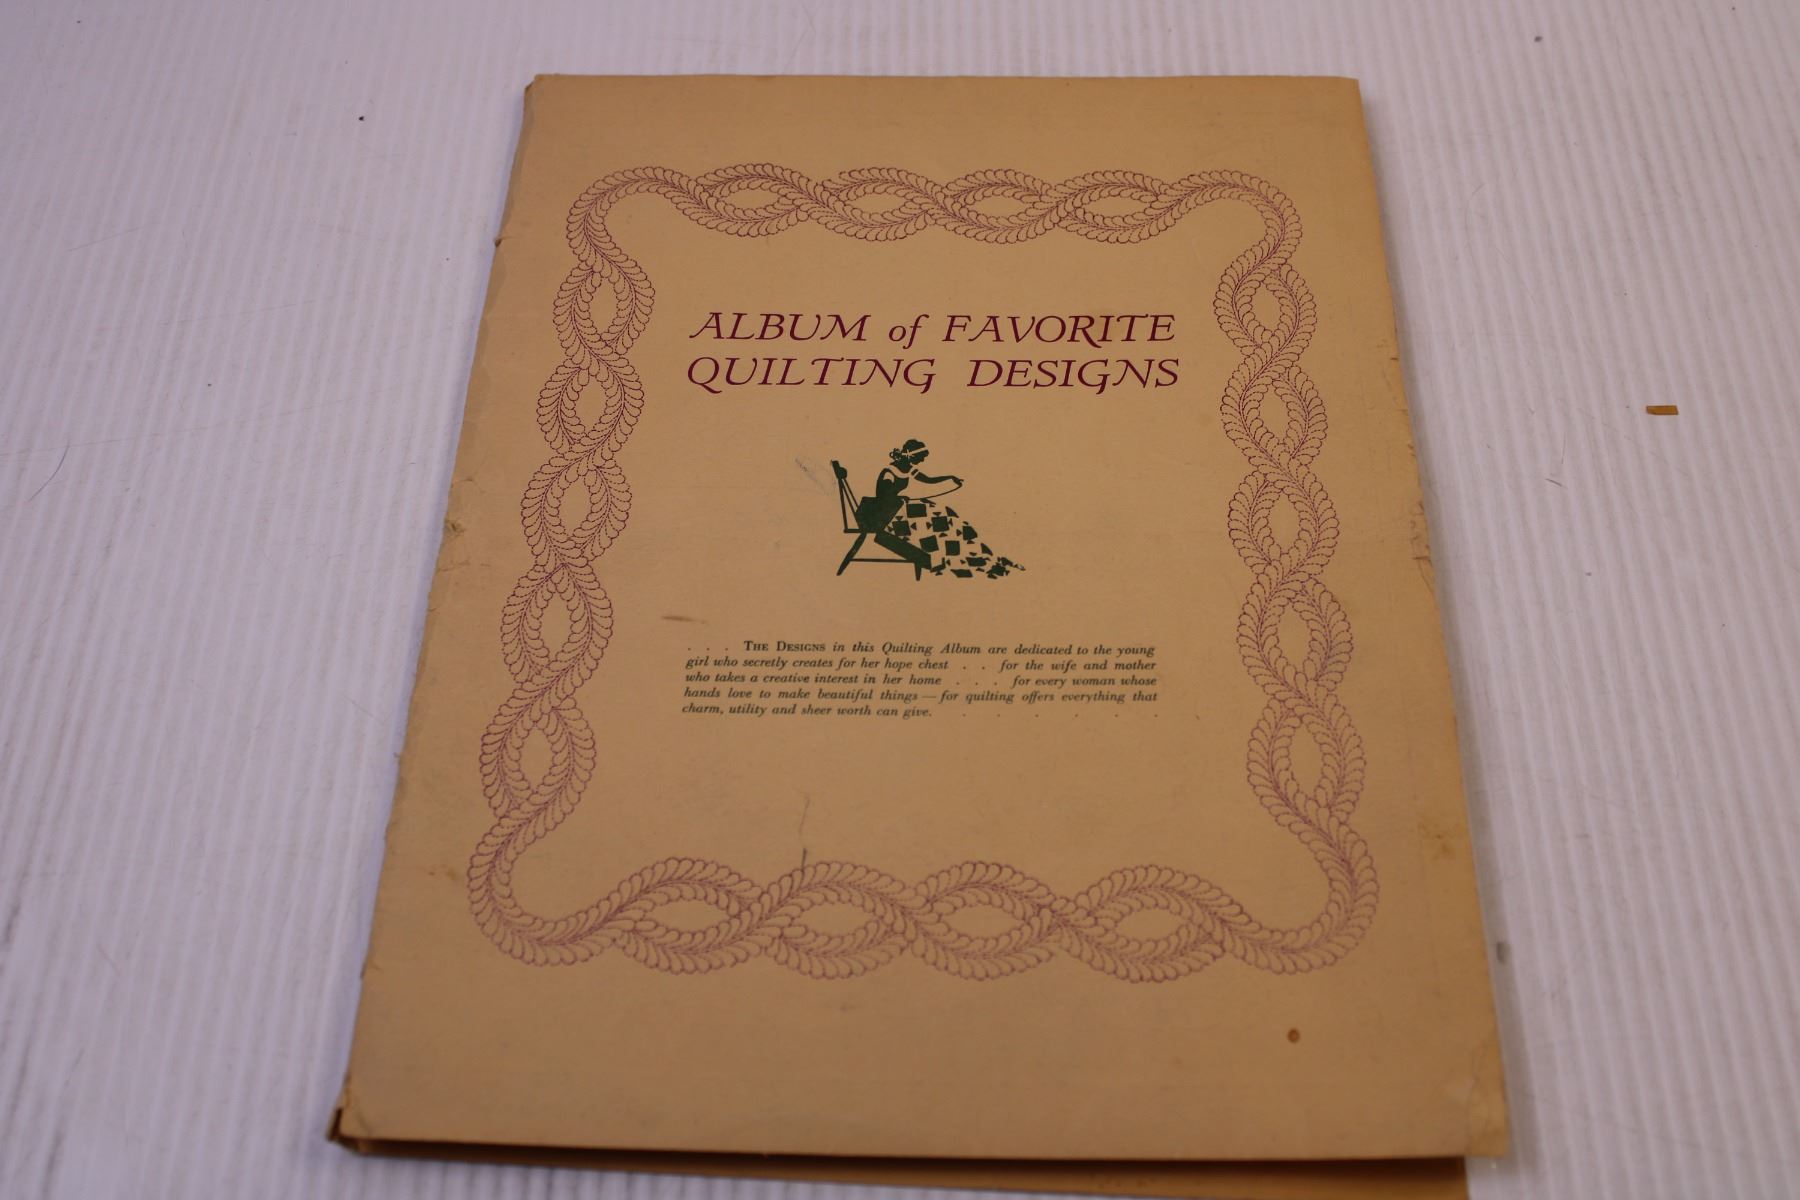 ALBUM of FAVORITE
QUILTING DESIGNS
. . . THE DESIGNS in this Quilting Album are dedicated to the young
girl who secretly creates for her hope chest . . for the wife and mother
who takes a creative interest in her home . . . for every woman whose
hands love to make beautiful things — for quilting offers everything that
charm, utility and sheer worth can give. . . . . . .